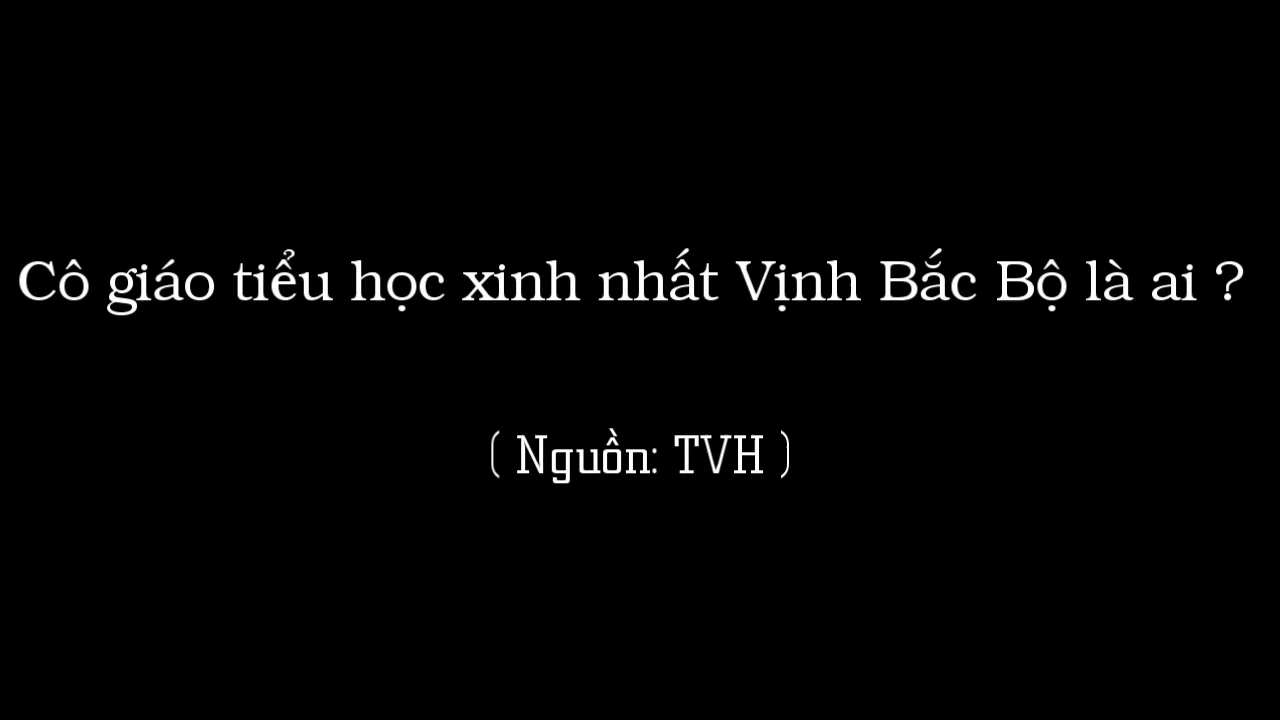 Cô giáo tiểu học xinh nhất Vịnh Bắc Bộ là ai ?
( Nguồn: TVH )